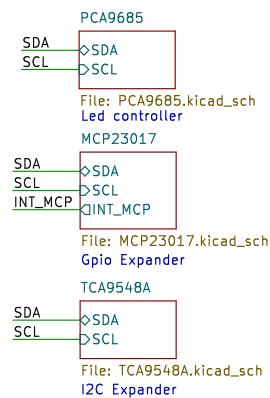 PCA9685
SDA SDA
SCL SCL
File: PCA9685.kicad_sch
Led controller
MCP23017
SDA SDA
SCL SCL
INT_MCP INT_MCP
File: MCP23017.kicad_sch
Gpio Expander
TCA9548A
SDA SDA
SCL SCL
File: TCA9548A.kicad_sch
I2C Expander